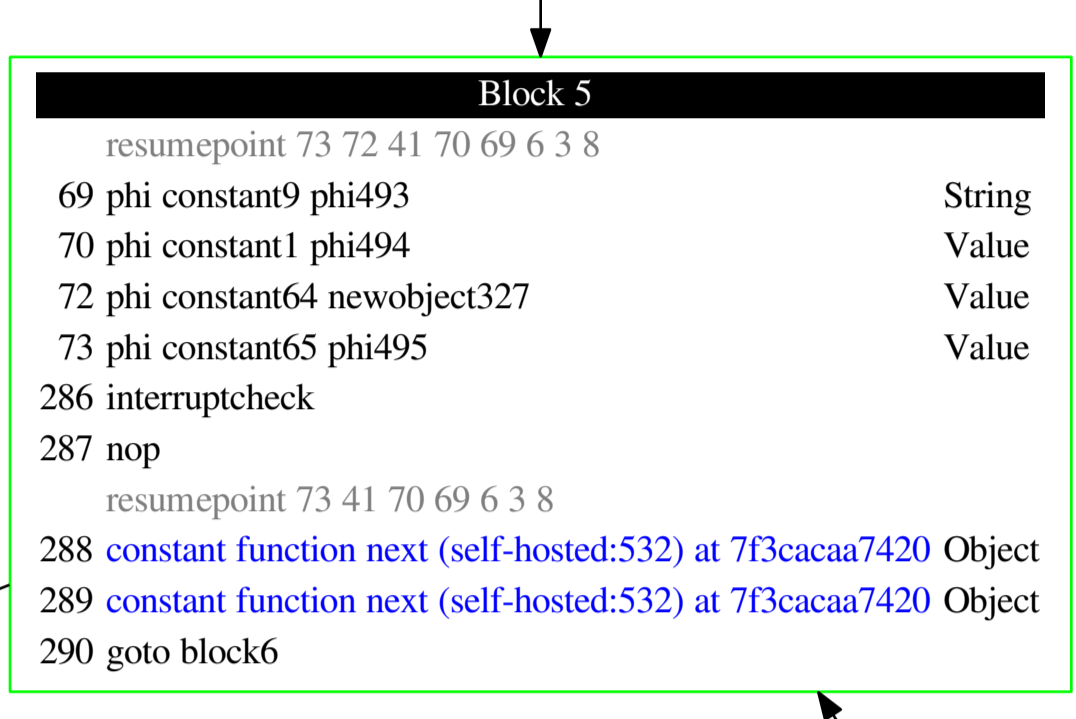 Block 5
resumepoint 73 72 41 70 69 6 3 8
69 phi constant9 phi493 String
70 phi constant1 phi494 Value
72 phi constant64 newobject327 Value
73 phi constant65 phi495 Value
286 interruptcheck
287 nop
resumepoint 73 41 70 69 6 3 8
288 constant function next (self-hosted:532) at 7f3cacaa7420 Object
289 constant function next (self-hosted:532) at 7f3cacaa7420 Object
290 goto block6